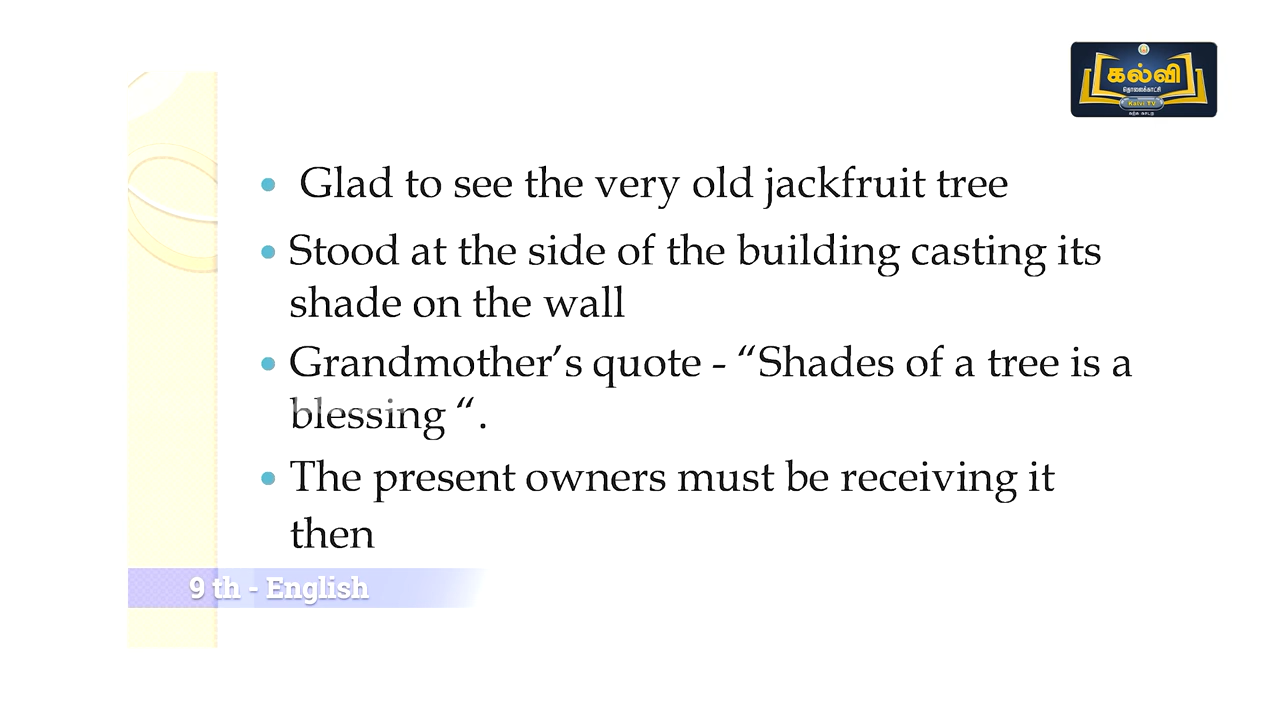 கல்வி
தொலைக்காட்சி
Kalvi TV
கற்க கசடற
Glad to see the very old jackfruit tree
Stood at the side of the building casting its
shade on the wall
Grandmother’s quote - “Shades of a tree is a
blessing “.
The present owners must be receiving it
then
9 th - English